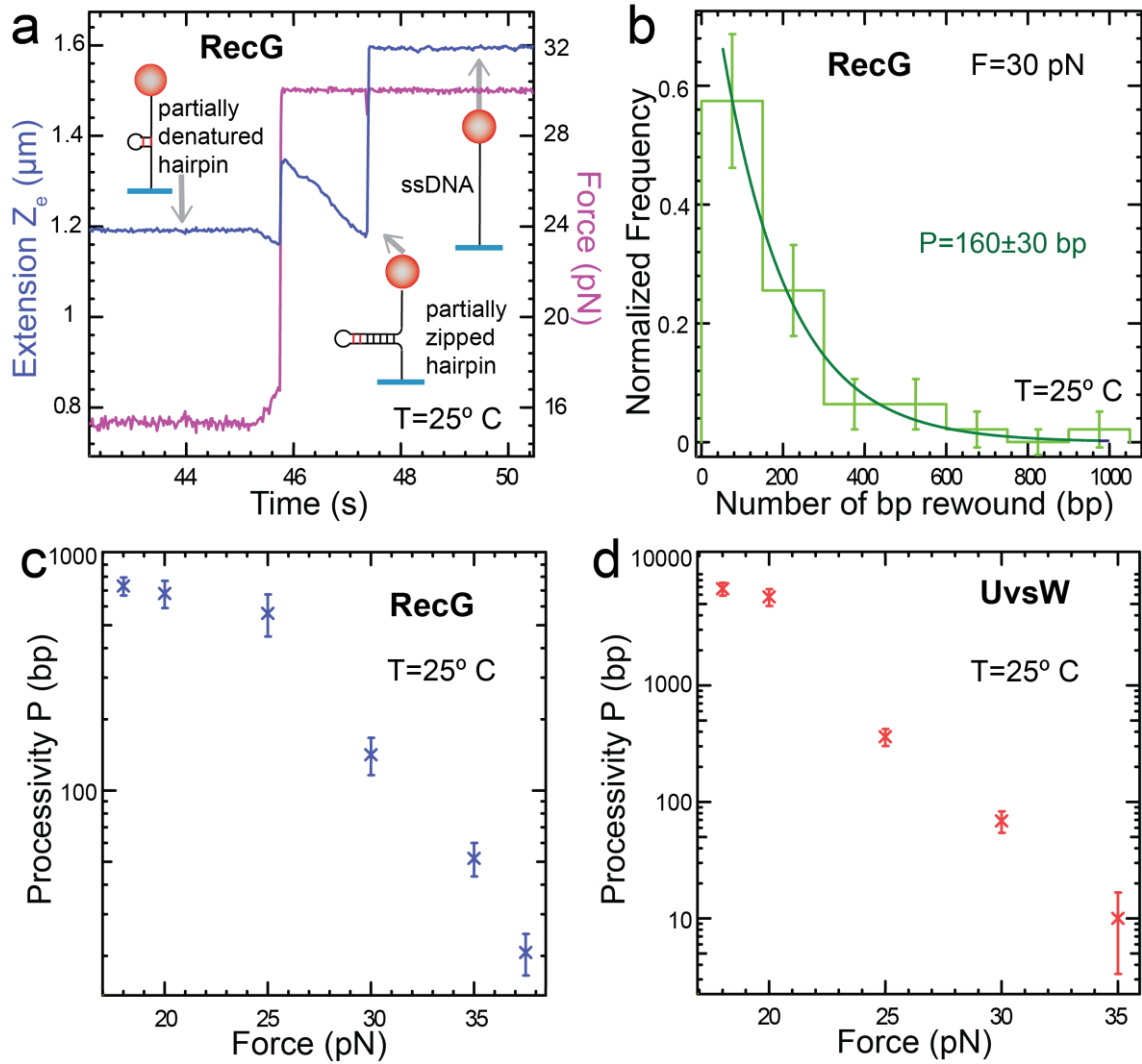 a
RecG
Extension Zₑ (µm)
1.6
1.4
1.2
1
0.8
32
28
24
20
16
Force (pN)
partially
denatured
hairpin
ssDNA
partially
zipped
hairpin
T=25º C
44
46
48
50
Time (s)
b
RecG
F=30 pN
Normalized Frequency
0.6
0.4
0.2
0
P=160±30 bp
T=25º C
0
200
400
600
800
1000
Number of bp rewound (bp)
c
RecG
T=25º C
Processivity P (bp)
1000
100
20
25
30
35
Force (pN)
d
UvsW
T=25º C
Processivity P (bp)
10000
1000
100
10
20
25
30
35
Force (pN)